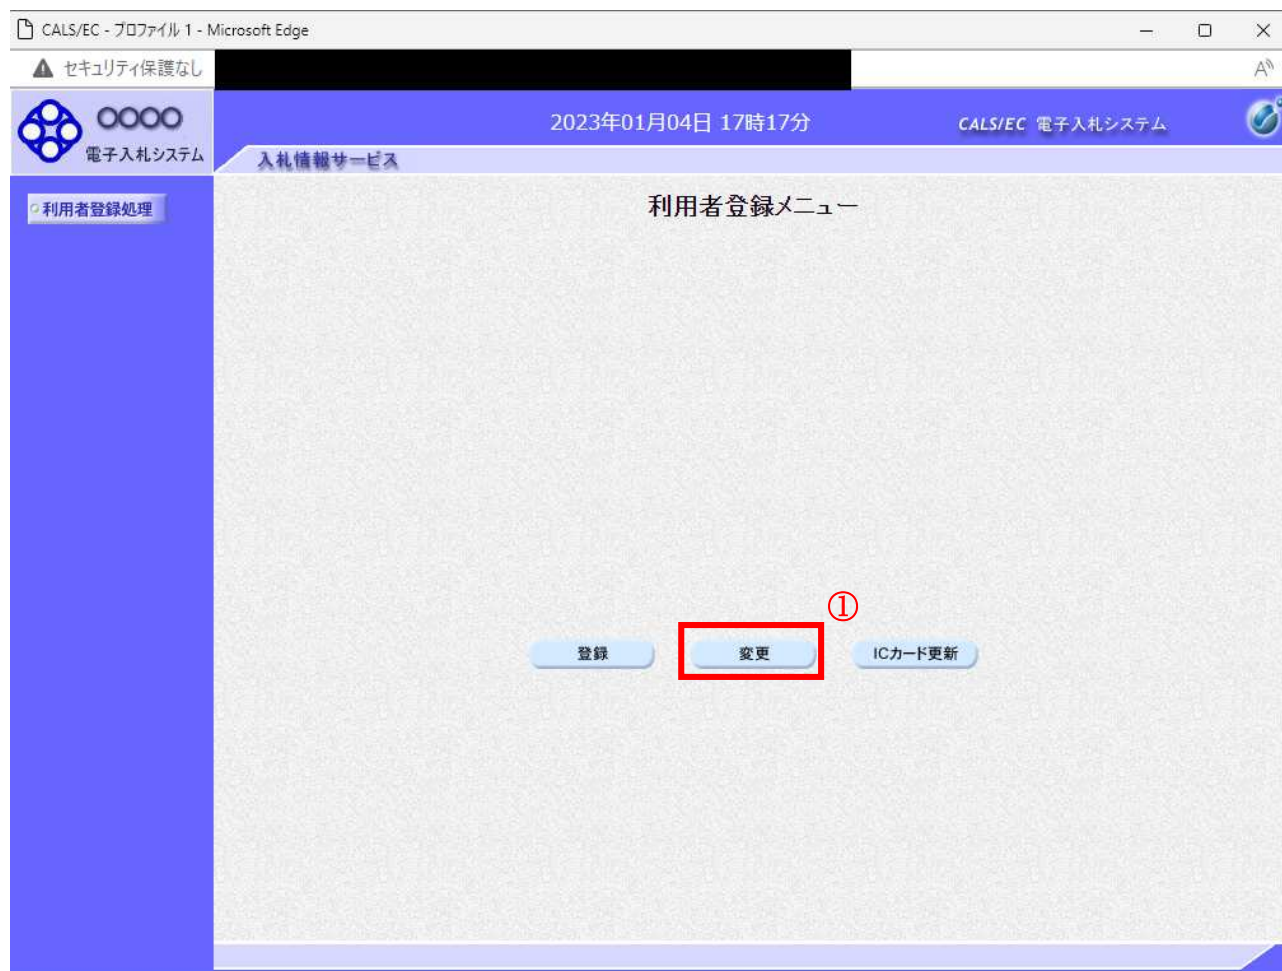 CALS/EC - プロファイル 1 - Microsoft Edge
セキュリティ保護なし
A
〇〇〇〇
電子入札システム
2023年01月04日 17時17分
CALS/EC 電子入札システム
入札情報サービス
利用者登録処理
利用者登録メニュー
①
登録
変更
ICカード更新